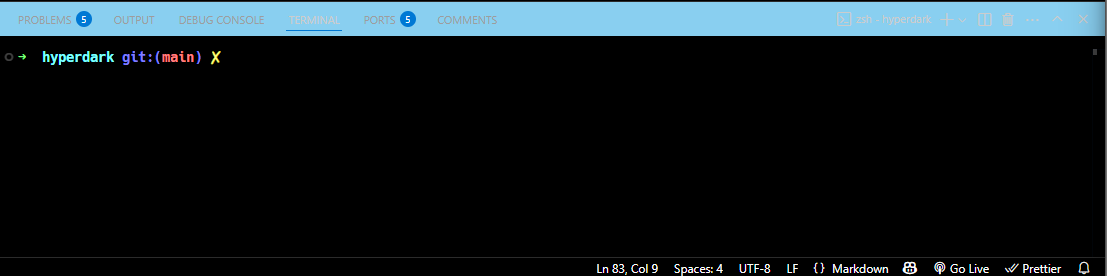 PROBLEMS 5 OUTPUT DEBUG CONSOLE TERMINAL PORTS 5 COMMENTS zsh - hyperdark
→ hyperdark git:(main) ✗
Ln 83, Col 9 Spaces: 4 UTF-8 LF {} Markdown Go Live Prettier